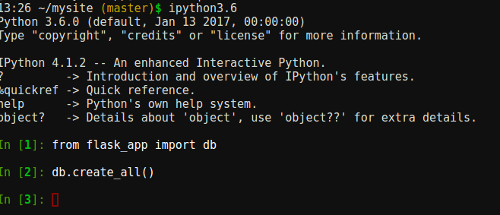 13:26 ~/mysite (master)$ ipython3.6
Python 3.6.0 (default, Jan 13 2017, 00:00:00)
Type "copyright", "credits" or "license" for more information.
IPython 4.1.2 -- An enhanced Interactive Python.
? -> Introduction and overview of IPython's features.
%quickref -> Quick reference.
help -> Python's own help system.
object? -> Details about 'object', use 'object??' for extra details.
In [1]: from flask_app import db
In [2]: db.create_all()
In [3]: